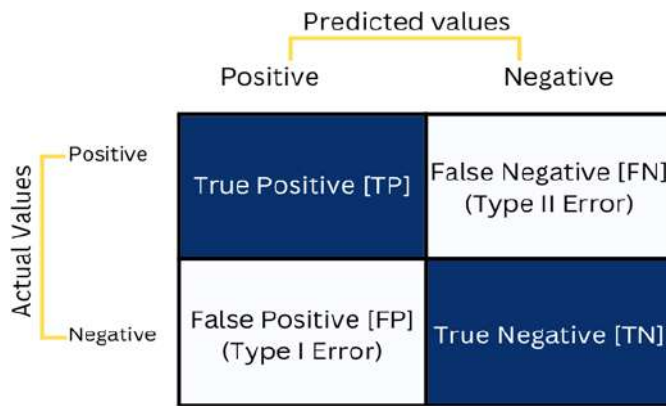 Predicted values
Positive Negative
Actual Values
Positive
True Positive [TP]
False Negative [FN]
(Type II Error)
Negative
False Positive [FP]
(Type I Error)
True Negative [TN]